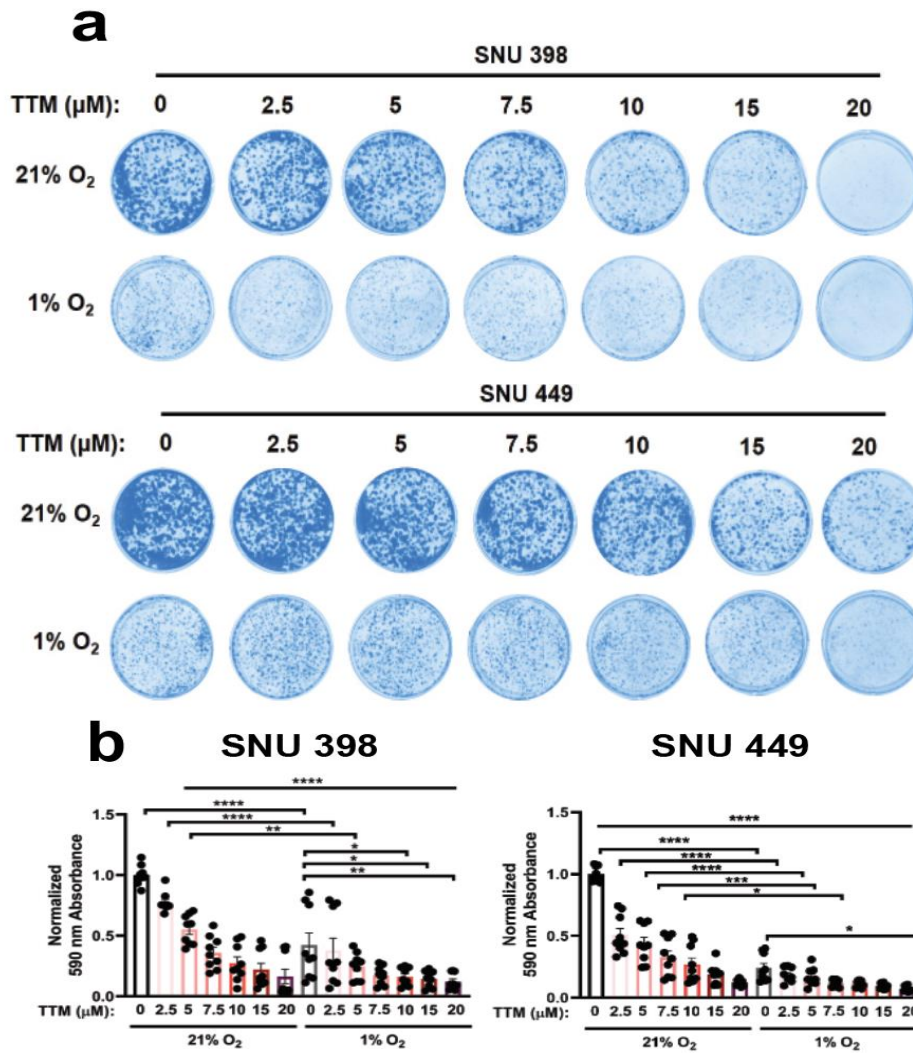 a
SNU 398
TTM (µM): 0 2.5 5 7.5 10 15 20
21% O₂
1% O₂
SNU 449
TTM (µM): 0 2.5 5 7.5 10 15 20
21% O₂
1% O₂
b SNU 398 SNU 449
****
****
****
**
*
*
**
1.5
1.0
0.5
0.0
Normalized
590 nm Absorbance
TTM (µM): 0 2.5 5 7.5 10 15 20 0 2.5 5 7.5 10 15 20
21% O₂ 1% O₂
****
****
****
****
***
*
*
1.5
1.0
0.5
0.0
Normalized
590 nm Absorbance
TTM (µM): 0 2.5 5 7.5 10 15 20 0 2.5 5 7.5 10 15 20
21% O₂ 1% O₂